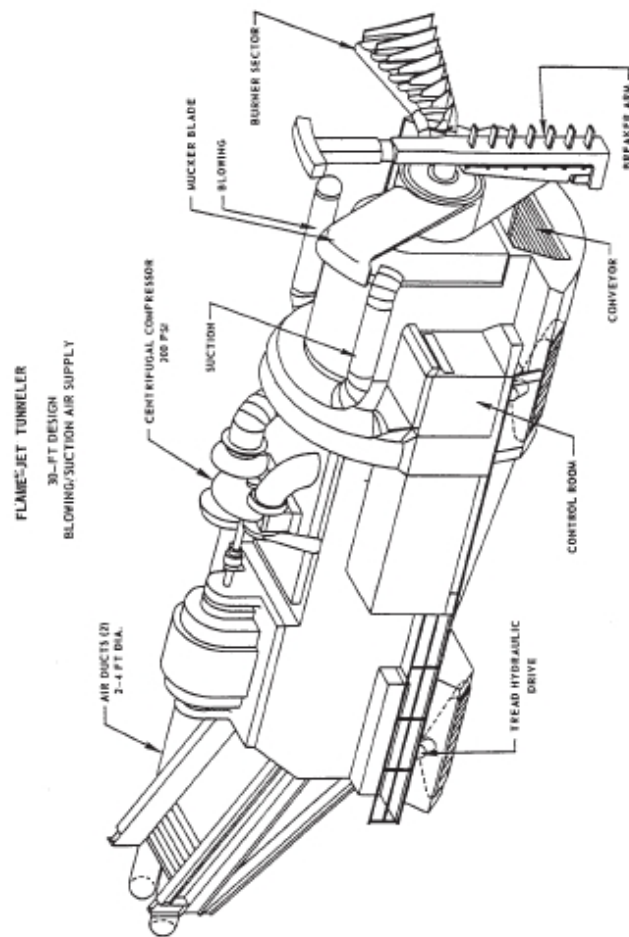 FLAME-JET TUNNELER
30-FT DESIGN
BLOWING/SUCTION AIR SUPPLY
AIR DUCTS (2)
2-4 FT DIA.
CENTRIFUGAL COMPRESSOR
200 PSI
SUCTION
MUCKER BLADE
BLOWING
BURNER SECTOR
TREAD HYDRAULIC
DRIVE
CONTROL ROOM
CONVEYOR
BREAKER ARM